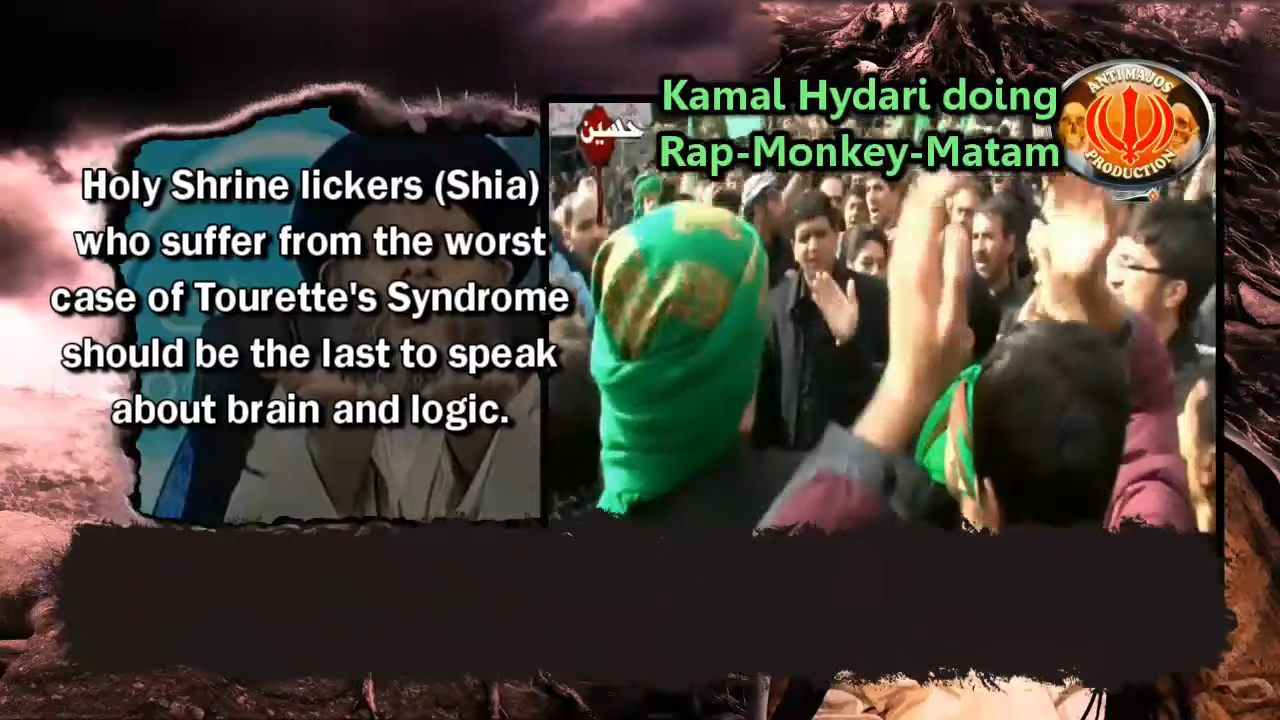 Kamal Hydari doing
Rap-Monkey-Matam
ANTI MAJOS
PRODUCTION
حسين
Holy Shrine lickers (Shia)
who suffer from the worst
case of Tourette's Syndrome
should be the last to speak
about brain and logic.